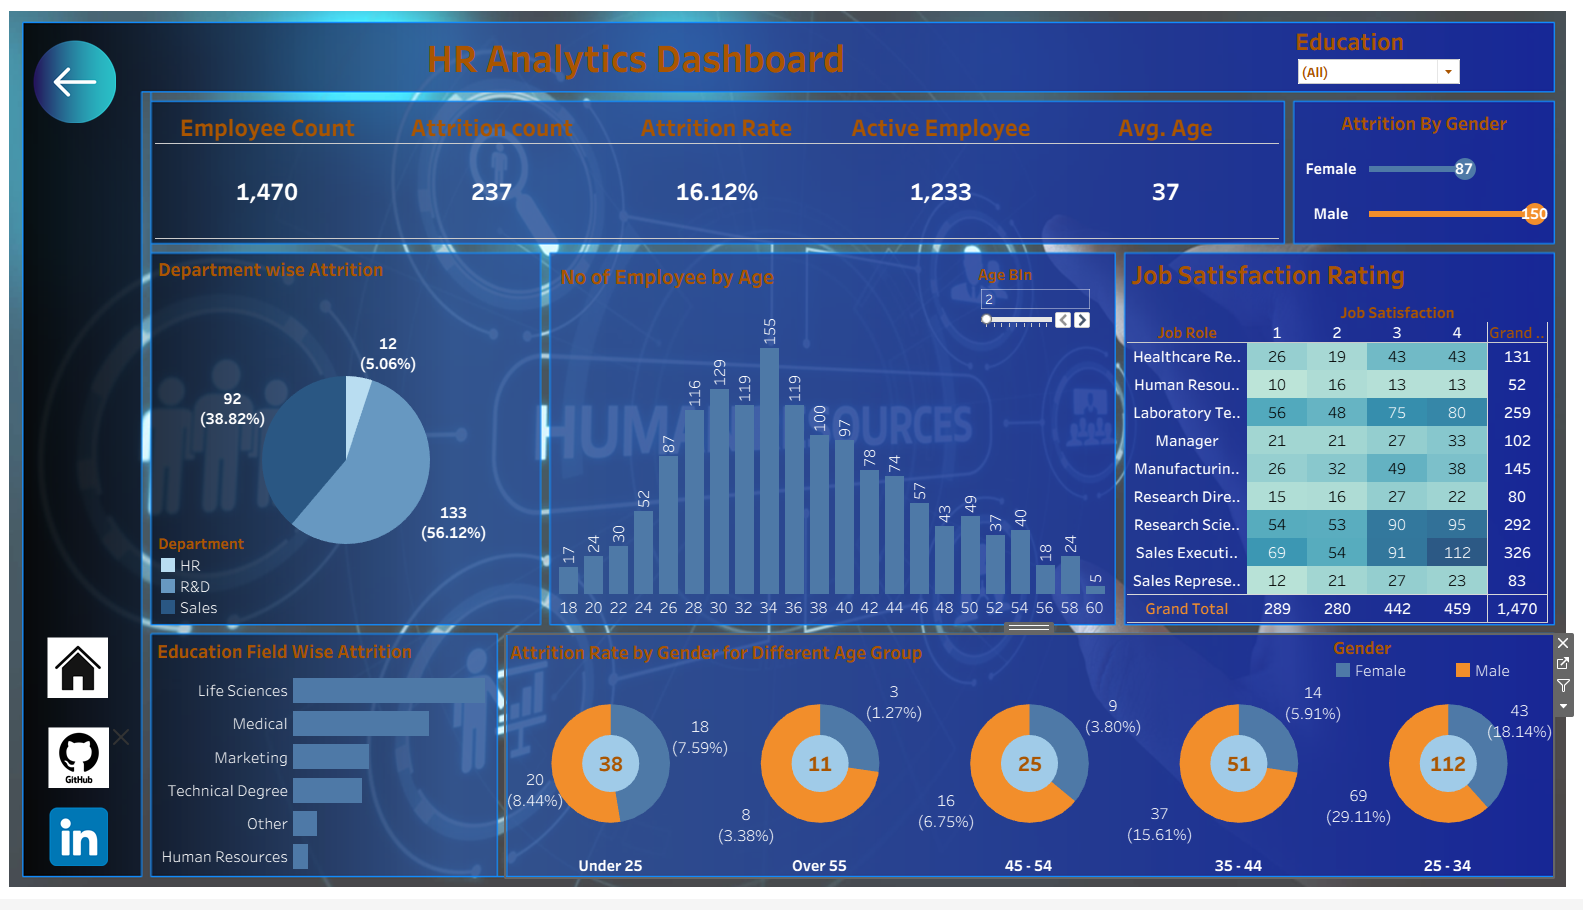 HR Analytics Dashboard
Education
(All)
Employee Count
Attrition count
Attrition Rate
Active Employee
Avg. Age
1,470
237
16.12%
1,233
37
Attrition By Gender
Female 87
Male 150
Department wise Attrition
12
(5.06%)
92
(38.82%)
133
(56.12%)
Department
HR
R&D
Sales
No of Employee by Age
Age BIn
2
HUMAN RESOURCES
17 24 30 52 87 116 129 119 155 119 100 97 78 74 57 43 49 37 40 18 24 5
18 20 22 24 26 28 30 32 34 36 38 40 42 44 46 48 50 52 54 56 58 60
Job Satisfaction Rating
Job Satisfaction
Job Role 1 2 3 4 Grand ..
Healthcare Re.. 26 19 43 43 131
Human Resou.. 10 16 13 13 52
Laboratory Te.. 56 48 75 80 259
Manager 21 21 27 33 102
Manufacturin.. 26 32 49 38 145
Research Dire.. 15 16 27 22 80
Research Scie.. 54 53 90 95 292
Sales Executi.. 69 54 91 112 326
Sales Represe.. 12 21 27 23 83
Grand Total 289 280 442 459 1,470
GitHub
in
Education Field Wise Attrition
Life Sciences
Medical
Marketing
Technical Degree
Other
Human Resources
Attrition Rate by Gender for Different Age Group
Gender
Female
Male
18
(7.59%)
38
20
(8.44%)
Under 25
3
(1.27%)
11
8
(3.38%)
Over 55
9
(3.80%)
25
16
(6.75%)
45 - 54
14
(5.91%)
51
37
(15.61%)
35 - 44
43
(18.14%)
112
69
(29.11%)
25 - 34